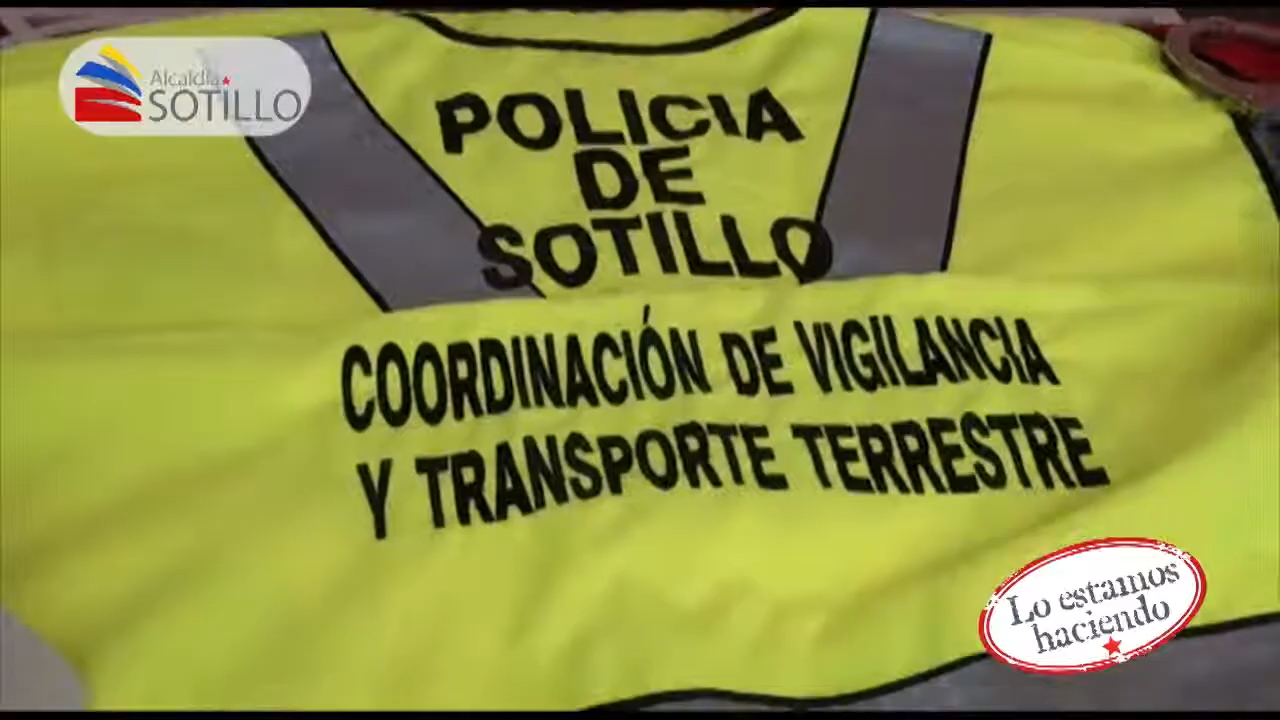 Alcaldía
SOTILLO
POLICIA
DE
SOTILLO
COORDINACIÓN DE VIGILANCIA
Y TRANSPORTE TERRESTRE
Lo estamos
haciendo